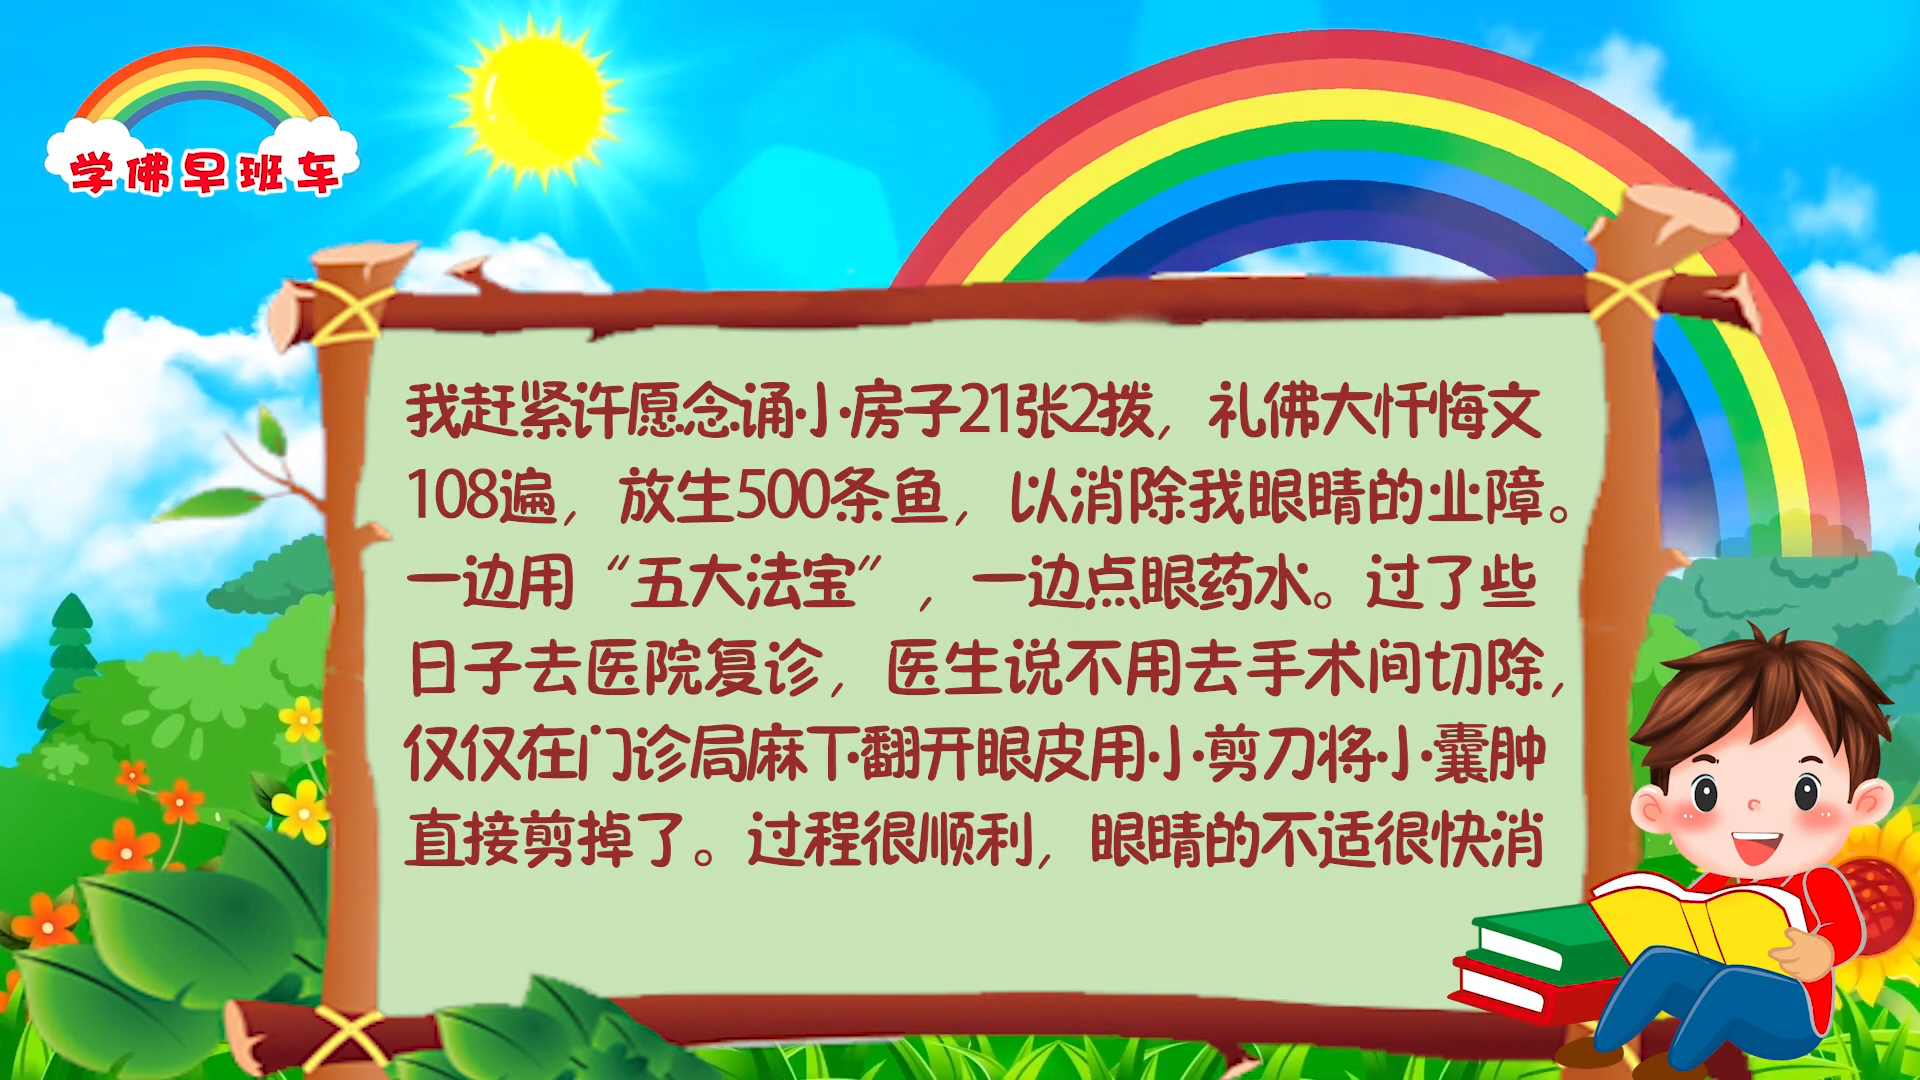 学佛早班车
我赶紧许愿念诵小房子21张2拨，礼佛大忏悔文
108遍，放生500条鱼，以消除我眼睛的业障。
一边用“五大法宝”，一边点眼药水。过了些
日子去医院复诊，医生说不用去手术间切除，
仅仅在门诊局麻下翻开眼皮用小剪刀将小囊肿
直接剪掉了。过程很顺利，眼睛的不适很快消